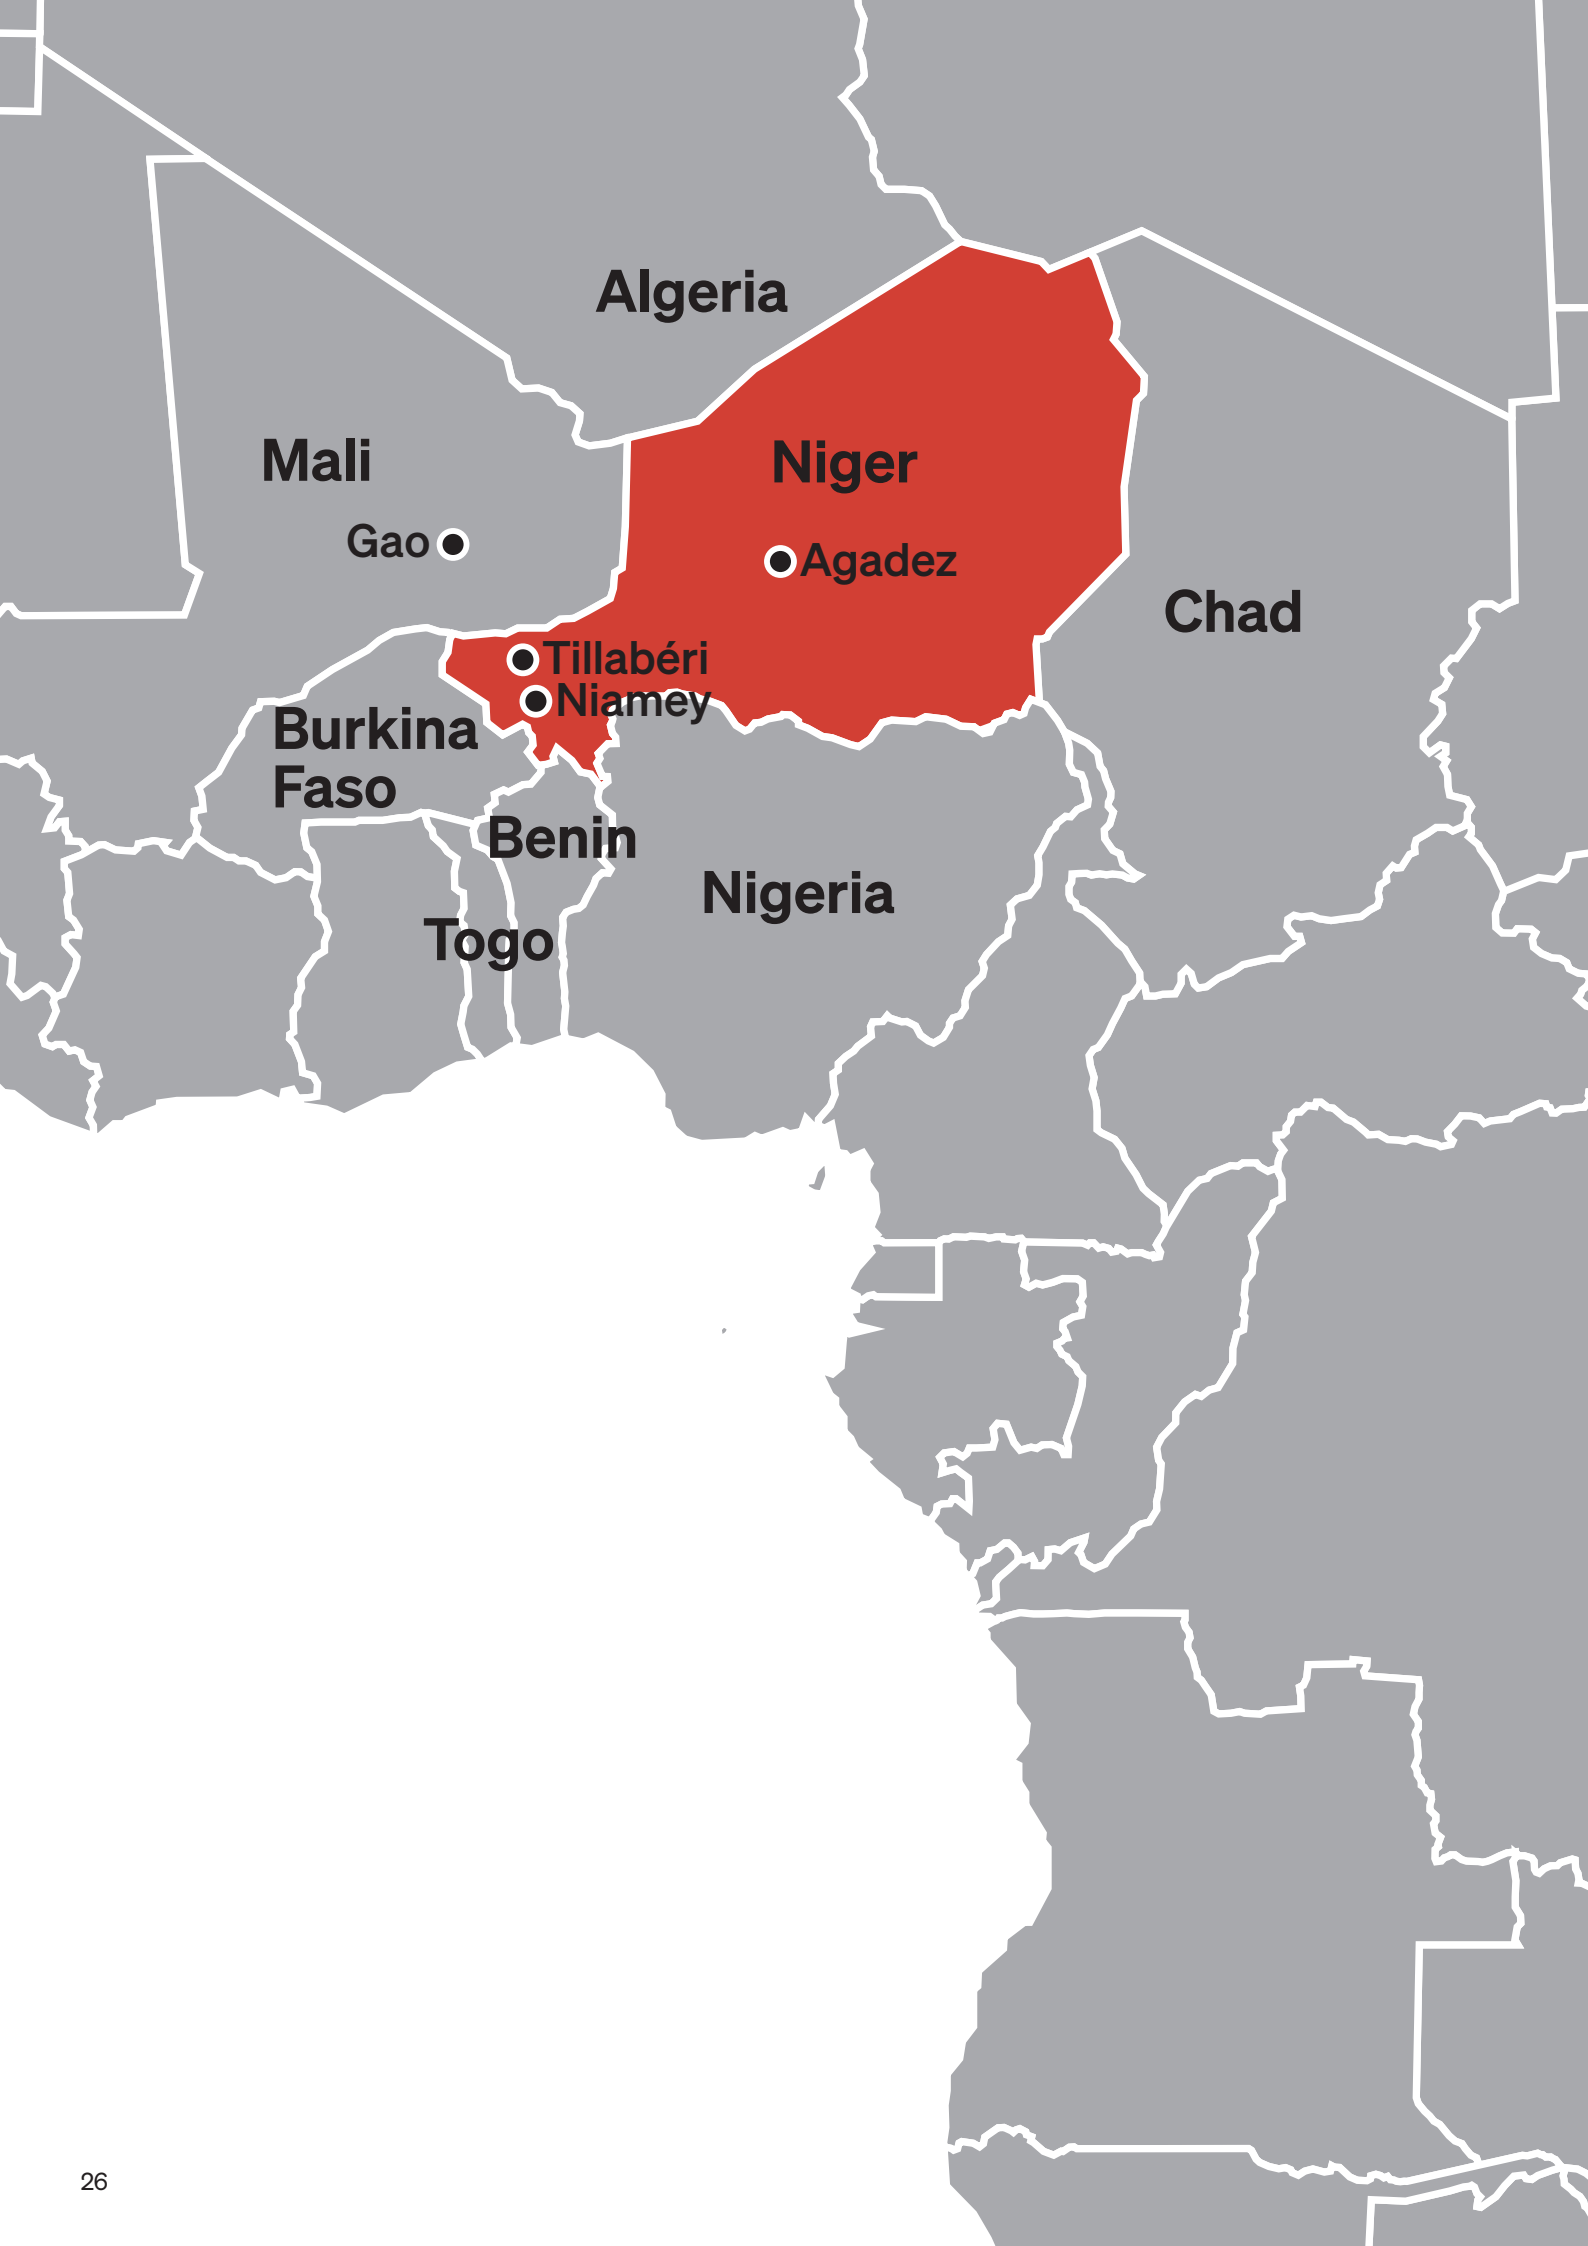 Algeria
Mali
Niger
Gao
Agadez
Chad
Tillabéri
Niamey
Burkina
Faso
Benin
Nigeria
Togo
26